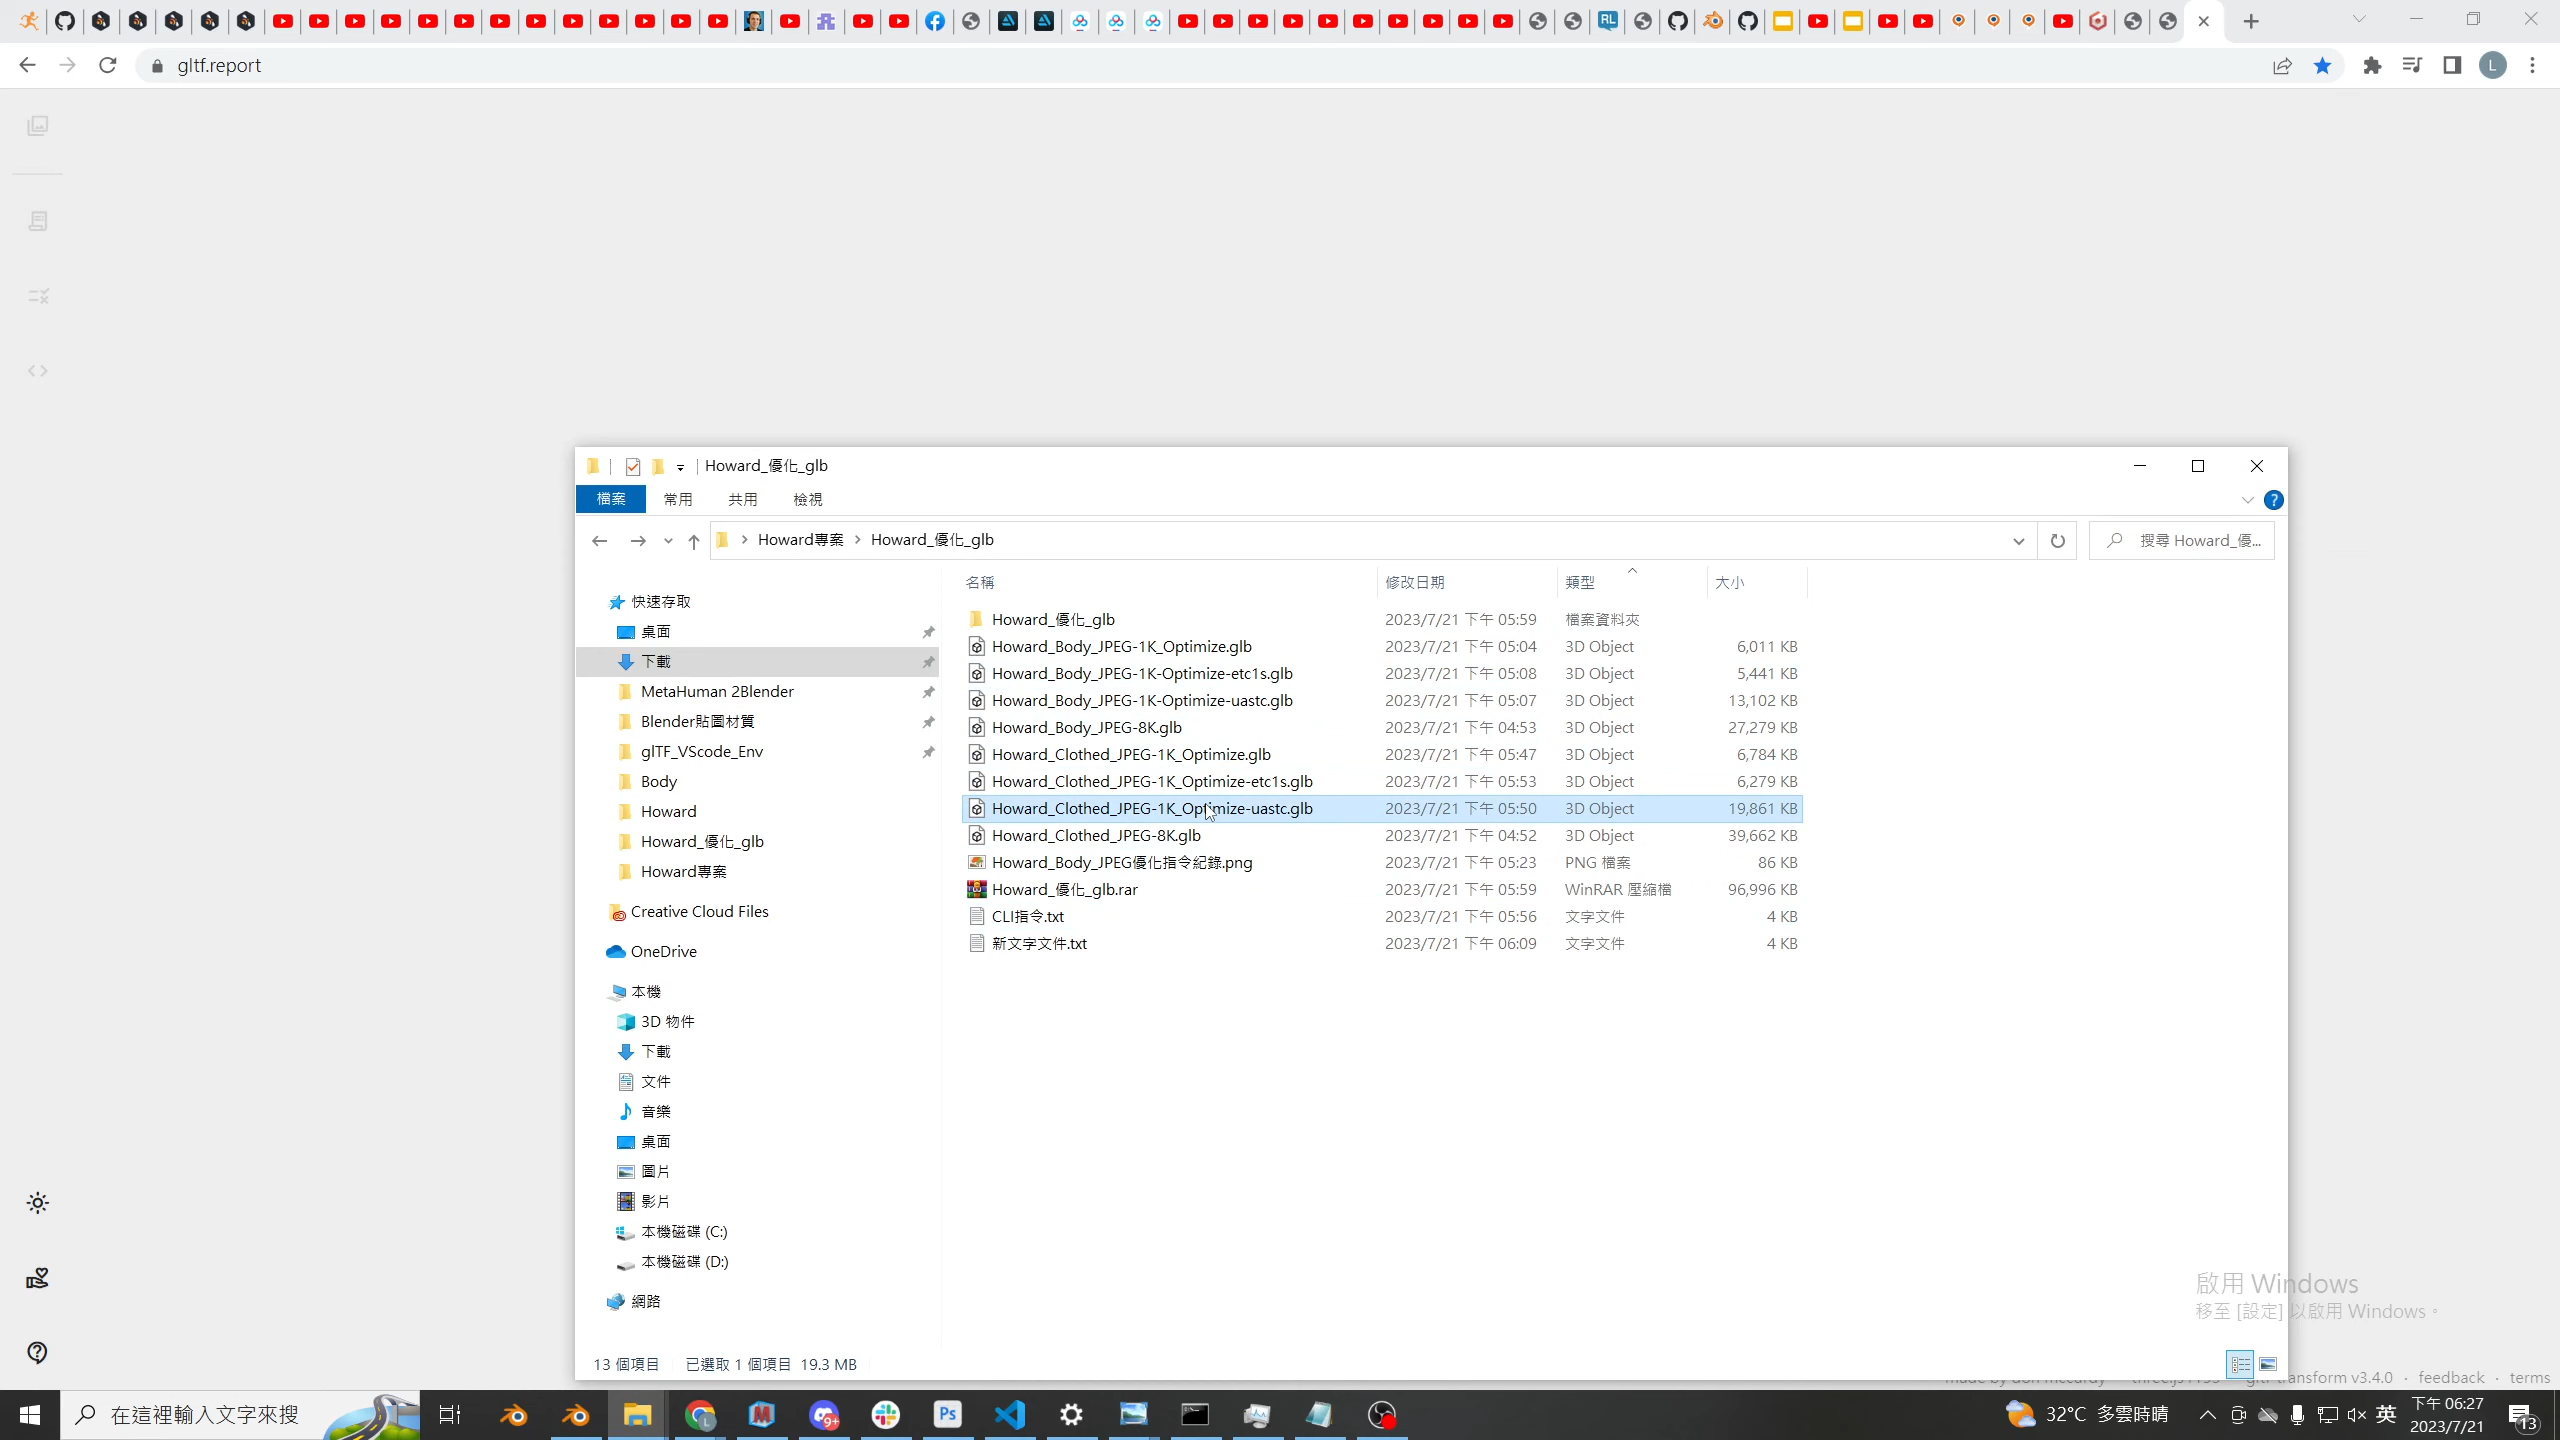 gltf.report
L
Howard_優化_glb
檔案 常用 共用 檢視
Howard專案 Howard_優化_glb
搜尋 Howard_優...
名稱 修改日期 類型 大小
快速存取
桌面
下載
MetaHuman 2Blender
Blender貼圖材質
glTF_VScode_Env
Body
Howard
Howard_優化_glb
Howard專案
Creative Cloud Files
OneDrive
本機
3D 物件
下載
文件
音樂
桌面
圖片
影片
本機磁碟 (C:)
本機磁碟 (D:)
網路
Howard_優化_glb 2023/7/21 下午 05:59 檔案資料夾
Howard_Body_JPEG-1K_Optimize.glb 2023/7/21 下午 05:04 3D Object 6,011 KB
Howard_Body_JPEG-1K-Optimize-etc1s.glb 2023/7/21 下午 05:08 3D Object 5,441 KB
Howard_Body_JPEG-1K-Optimize-uastc.glb 2023/7/21 下午 05:07 3D Object 13,102 KB
Howard_Body_JPEG-8K.glb 2023/7/21 下午 04:53 3D Object 27,279 KB
Howard_Clothed_JPEG-1K_Optimize.glb 2023/7/21 下午 05:47 3D Object 6,784 KB
Howard_Clothed_JPEG-1K_Optimize-etc1s.glb 2023/7/21 下午 05:53 3D Object 6,279 KB
Howard_Clothed_JPEG-1K_Optimize-uastc.glb 2023/7/21 下午 05:50 3D Object 19,861 KB
Howard_Clothed_JPEG-8K.glb 2023/7/21 下午 04:52 3D Object 39,662 KB
Howard_Body_JPEG優化指令紀錄.png 2023/7/21 下午 05:23 PNG 檔案 86 KB
Howard_優化_glb.rar 2023/7/21 下午 05:59 WinRAR 壓縮檔 96,996 KB
CLI指令.txt 2023/7/21 下午 05:56 文字文件 4 KB
新文字文件.txt 2023/7/21 下午 06:09 文字文件 4 KB
啟用 Windows
移至 [設定] 以啟用 Windows。
13 個項目 已選取 1 個項目 19.3 MB
v3.4.0 · feedback · terms
在這裡輸入文字來搜
32°C 多雲時晴
英
下午 06:27
2023/7/21
13